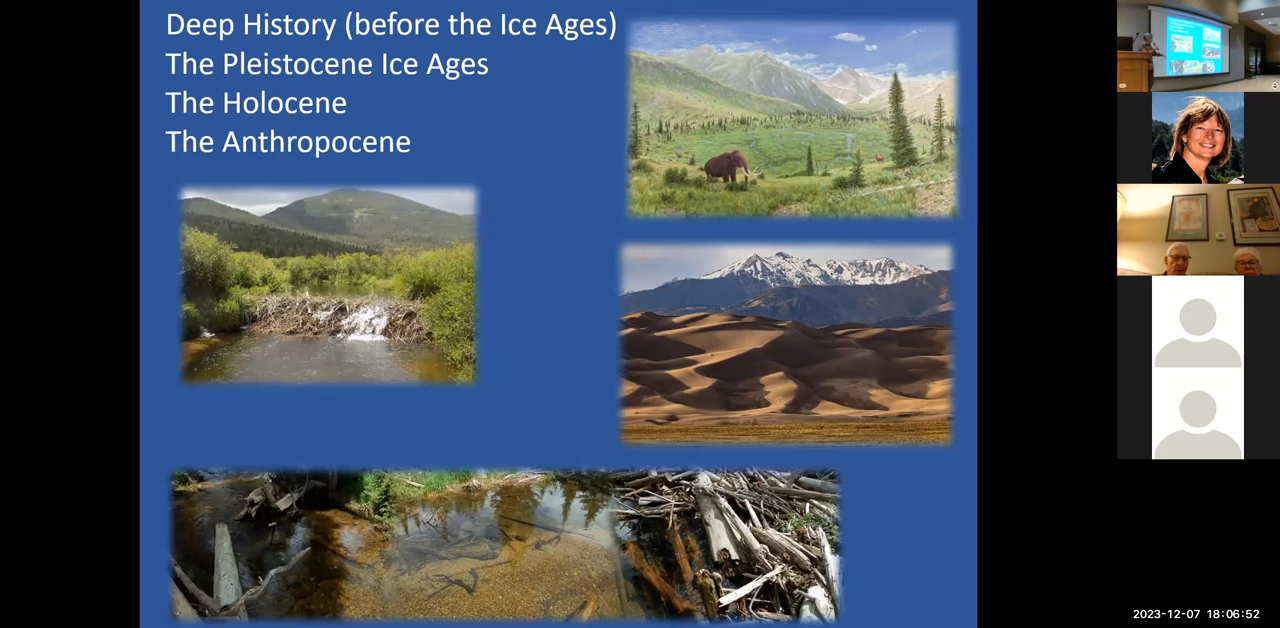 Deep History (before the Ice Ages)
The Pleistocene Ice Ages
The Holocene
The Anthropocene
2023-12-07 18:06:52